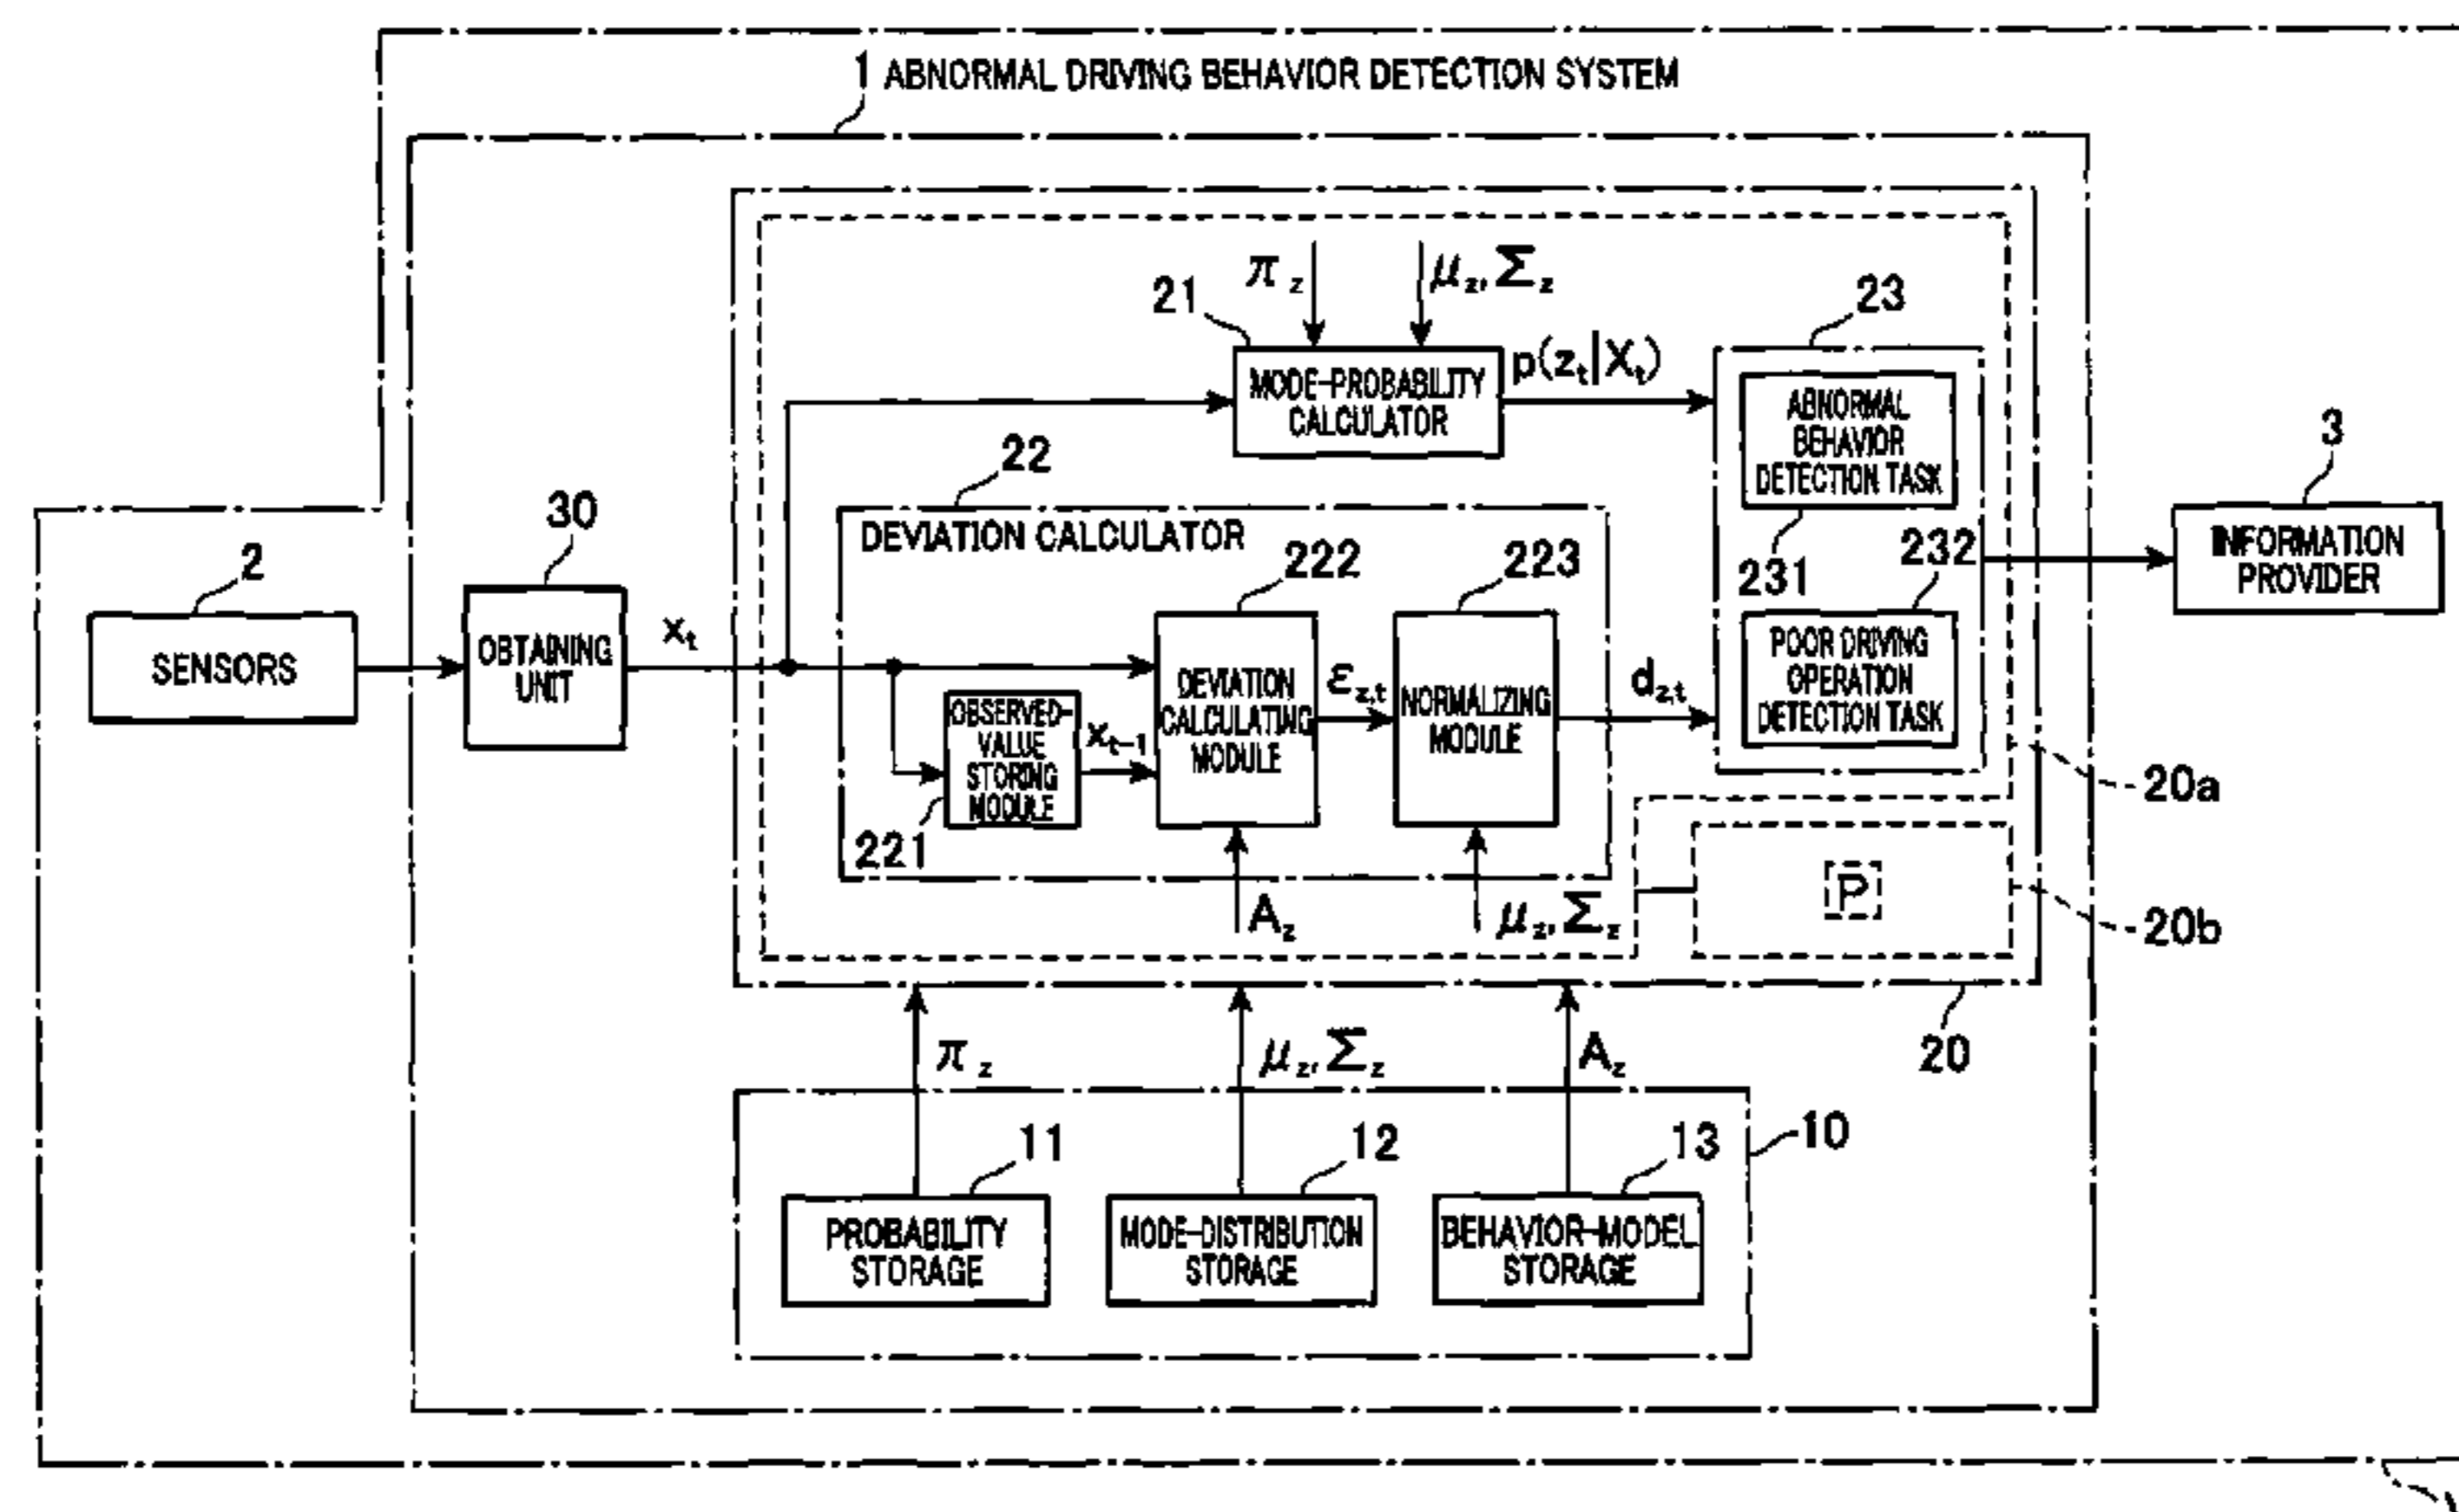 1 ABNORMAL DRIVING BEHAVIOR DETECTION SYSTEM
π z
μ z, Σ z
21
23
MODE-PROBABILITY
CALCULATOR
p(zt|Xt)
ABNORMAL
BEHAVIOR
DETECTION TASK
231
232
POOR DRIVING
OPERATION
DETECTION TASK
3
INFORMATION
PROVIDER
22
DEVIATION CALCULATOR
30
2
SENSORS
OBTAINING
UNIT
xt
222
223
OBSERVED-
VALUE
STORING
MODULE
221
xt-1
DEVIATION
CALCULATING
MODULE
εz,t
NORMALIZING
MODULE
dz,t
20a
Az
μ z, Σ z
P
20b
20
π z
μ z, Σ z
Az
10
11
12
13
PROBABILITY
STORAGE
MODE-DISTRIBUTION
STORAGE
BEHAVIOR-MODEL
STORAGE